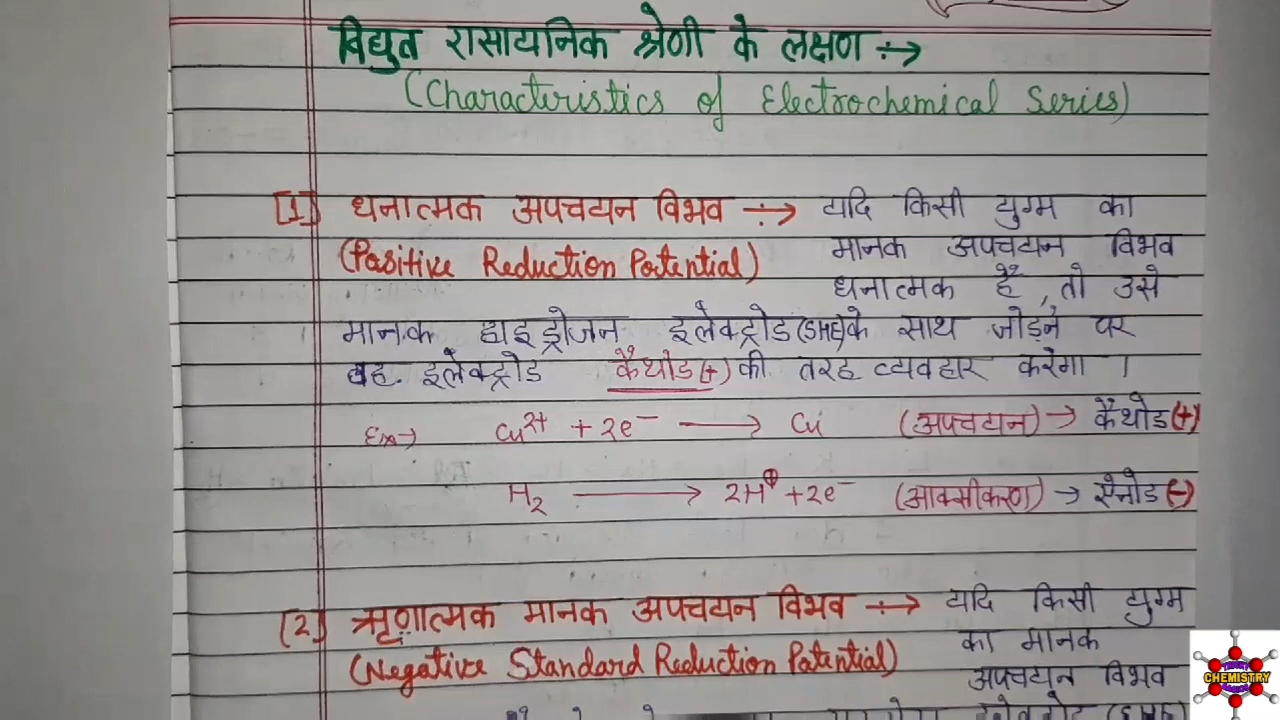 विद्युत रासायनिक श्रेणी के लक्षण →
(Characteristics of Electrochemical Series)
[1] धनात्मक अपचयन विभव → यदि किसी युग्म का
(Positive Reduction Potential) मानक अपचयन विभव
धनात्मक है, तो उसे
मानक हाइड्रोजन इलेक्ट्रोड (SHE) के साथ जोड़ने पर
वह इलेक्ट्रोड कैथोड (+) की तरह व्यवहार करेगा ।
Ex→ Cu²⁺ + 2e⁻ ⟶ Cu (अपचयन) → कैथोड (+)
H₂ ⟶ 2H⁺ + 2e⁻ (आक्सीकरण) → ऐनोड (-)
(2) ऋणात्मक मानक अपचयन विभव → यदि किसी युग्म
का मानक
(Negative Standard Reduction Potential) अपचयन विभव
इलेक्ट्रोड (SHE)
CHEMISTRY